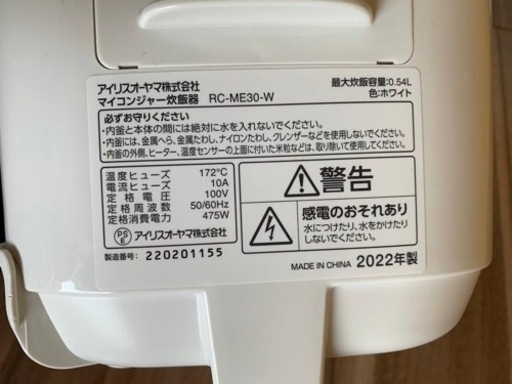 アイリスオーヤマ株式会社
マイコンジャー炊飯器 RC-ME30-W
最大炊飯容量:0.54L
色:ホワイト
必ずお守りください
・内釜と本体の間には絶対に水を入れないでください。
・内釜には、金属へら、金属たわし、ナイロンたわし、クレンザーなどを使用しないでください。
・内釜の外側、ヒーター、温度センサーの上面に付いた米粒などは、取り除いて使用してください。
温度ヒューズ 172℃
電流ヒューズ 10A
定格電圧 100V
定格周波数 50/60Hz
定格消費電力 475W
PS
E
アイリスオーヤマ株式会社
製造番号: 220201155
警告
感電のおそれあり
水につけたり、水をかけたり
しないでください。
MADE IN CHINA 2022年製